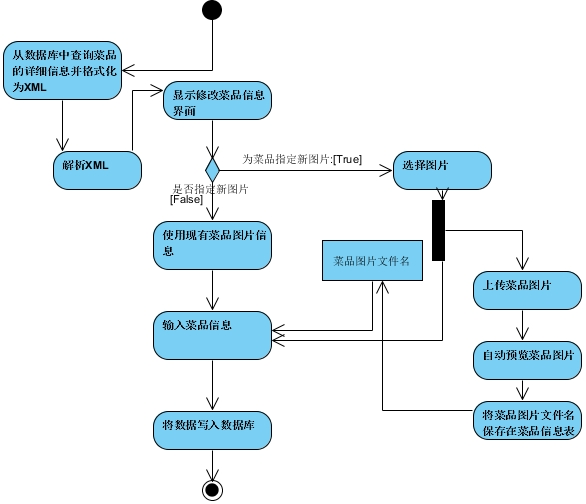 从数据库中查询菜品
的详细信息并格式化
为XML
显示修改菜品信息
界面
解析XML
为菜品指定新图片:[True]
选择图片
是否指定新图片
[False]
使用现有菜品图片信
息
菜品图片文件名
上传菜品图片
输入菜品信息
自动预览菜品图片
将菜品图片文件名
保存在菜品信息表
将数据写入数据库